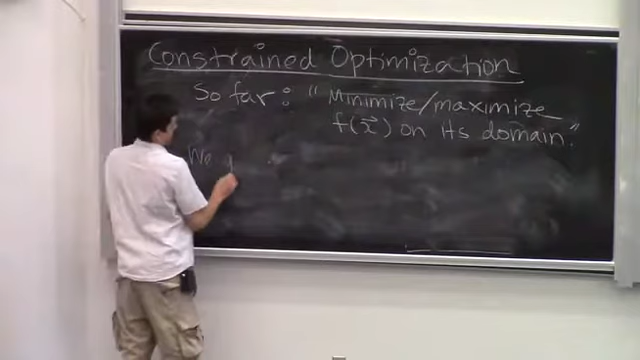 Constrained Optimization
So far: "Minimize/maximize
f(x⃗) on its domain."
We